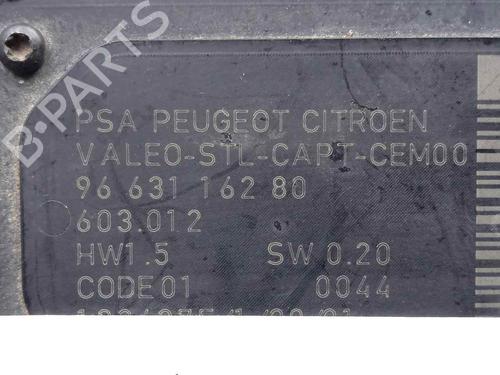 PSA PEUGEOT CITROEN
VALEO-STL-CAPT-CEM00
96 631 162 80
603.012
HW1.5 SW 0.20
CODE01 0044
B-PARTS